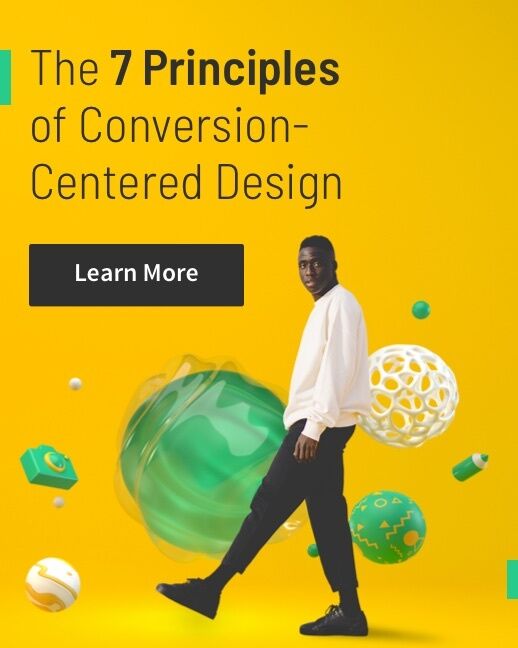 The 7 Principles
of Conversion-
Centered Design
Learn More